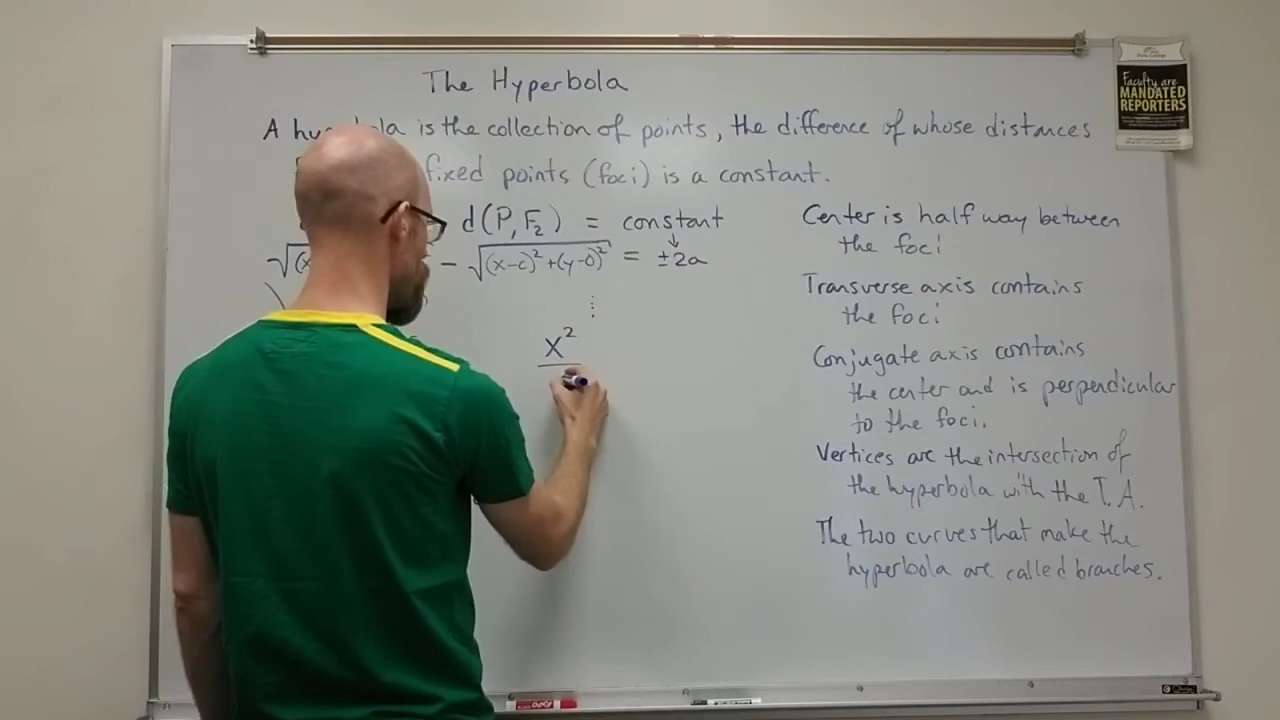 The Hyperbola
A is the collection of points, the difference of whose distances
fixed points (foci) is a constant.
d(P, F₂) = constant
↓
− √(x−c)²+(y−0)² = ±2a
⋮
x²
Center is half way between
the foci
Transverse axis contains
the foci
Conjugate axis contains
the center and is perpendicular
to the foci.
Vertices are the intersection of
the hyperbola with the T.A.
The two curves that make the
hyperbola are called branches.
Faculty are
MANDATED
REPORTERS